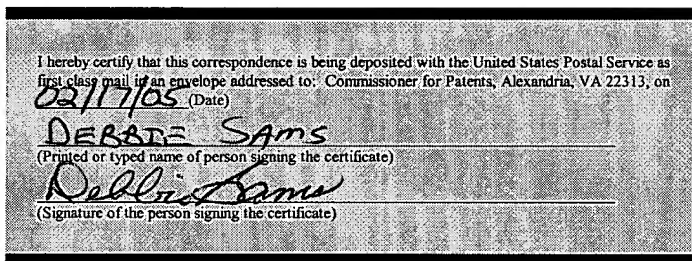 I hereby certify that this correspondence is being deposited with the United States Postal Service as
first class mail in an envelope addressed to: Commissioner for Patents, Alexandria, VA 22313, on
02/17/05 (Date)
DEBBIE SAMS
(Printed or typed name of person signing the certificate)
Debbie Sams
(Signature of the person signing the certificate)